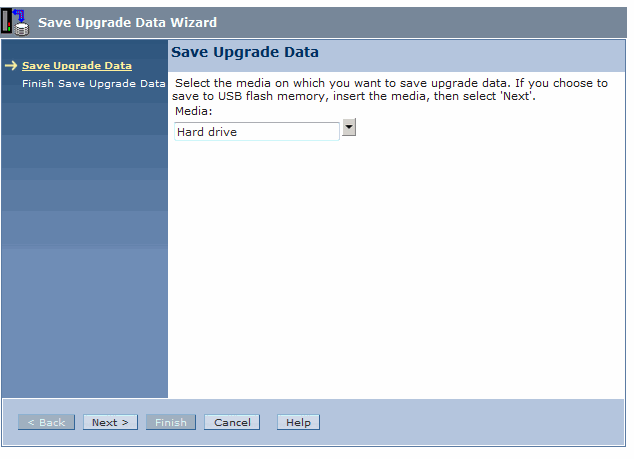 Save Upgrade Data Wizard
Save Upgrade Data
Save Upgrade Data
Finish Save Upgrade Data
Select the media on which you want to save upgrade data. If you choose to
save to USB flash memory, insert the media, then select 'Next'.
Media:
Hard drive
< Back
Next >
Finish
Cancel
Help